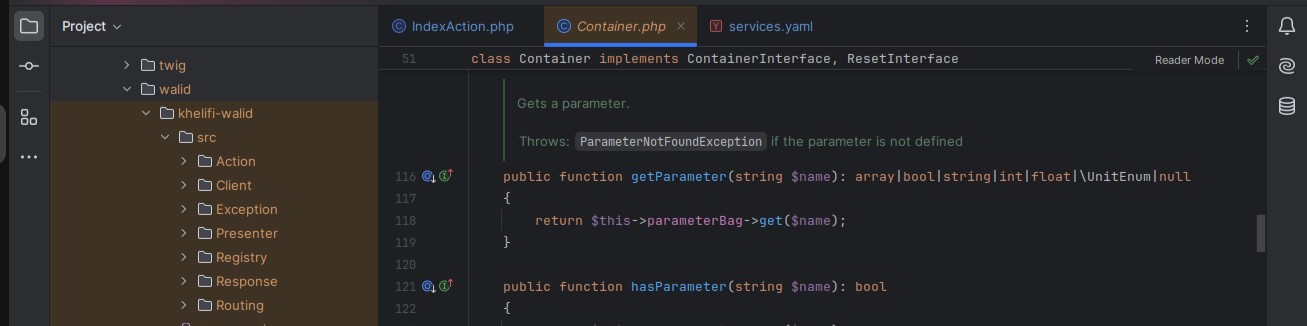 Project
twig
walid
khelifi-walid
src
Action
Client
Exception
Presenter
Registry
Response
Routing
IndexAction.php
Container.php
services.yaml
51 class Container implements ContainerInterface, ResetInterface
Reader Mode
Gets a parameter.
Throws: ParameterNotFoundException if the parameter is not defined
116 public function getParameter(string $name): array|bool|string|int|float|\UnitEnum|null
117 {
118 return $this->parameterBag->get($name);
119 }
120
121 public function hasParameter(string $name): bool
122 {